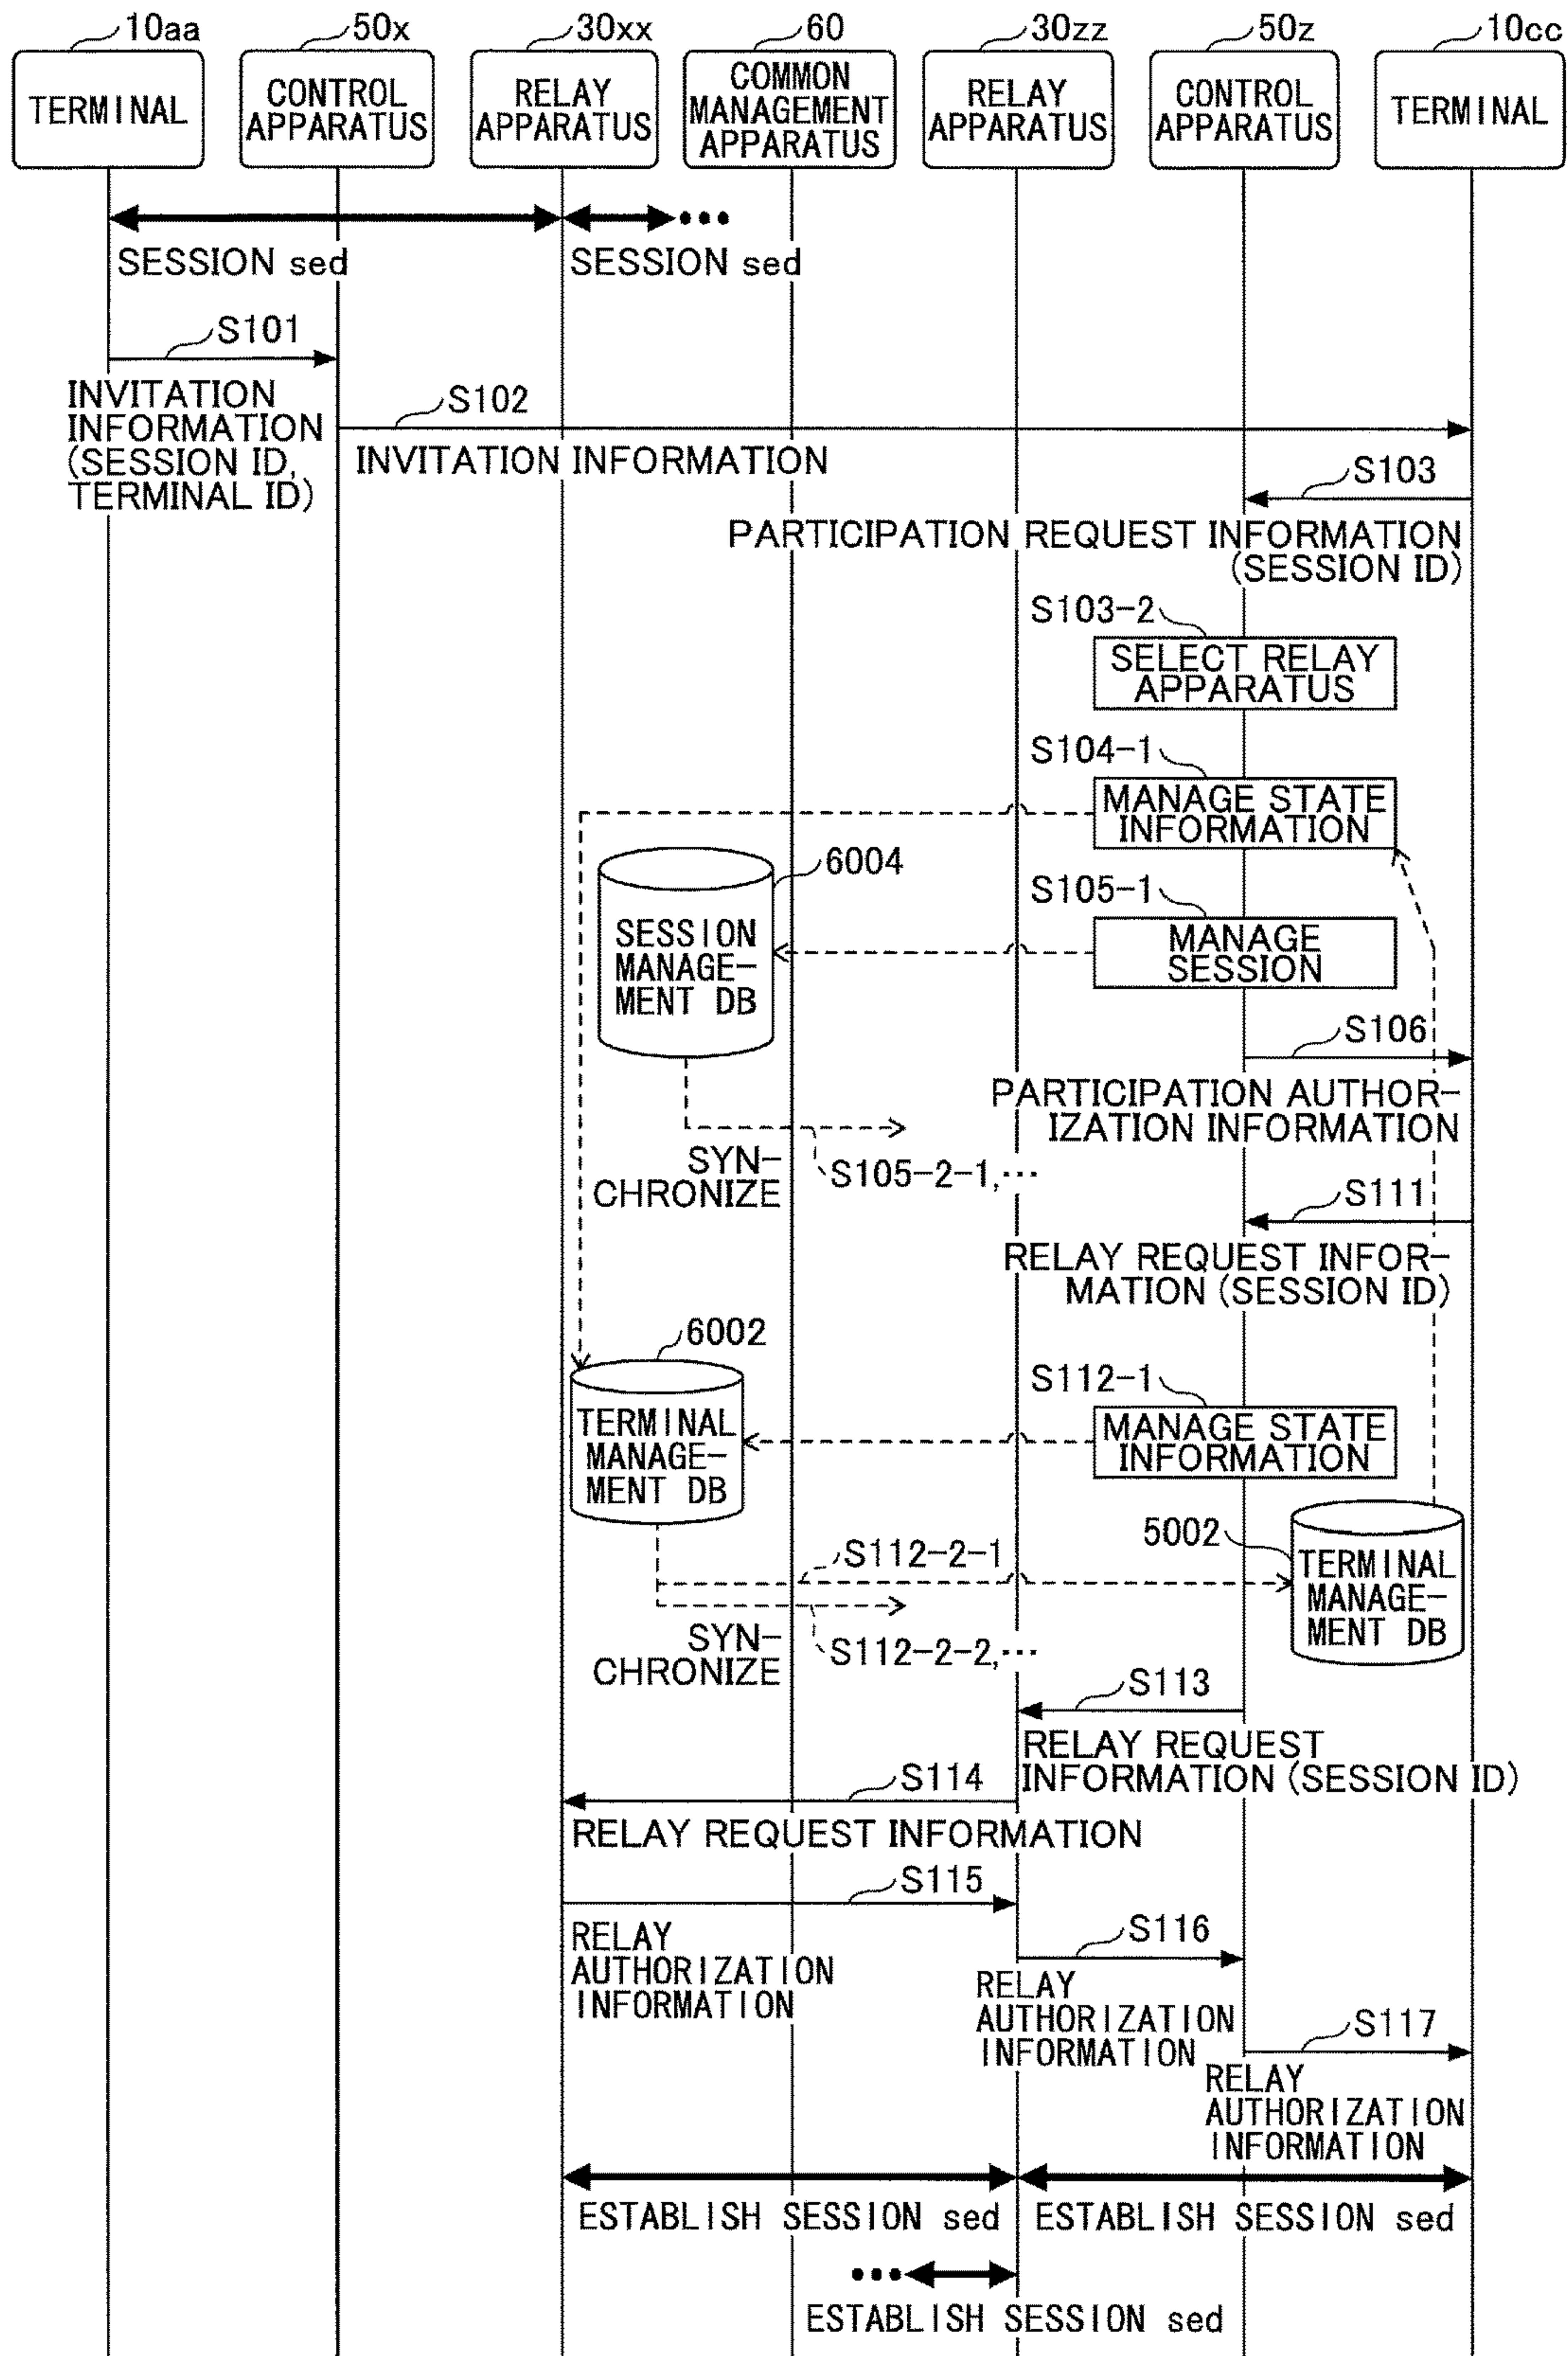 10aa
50x
30xx
60
30zz
50z
10cc
TERMINAL
CONTROL
APPARATUS
RELAY
APPARATUS
COMMON
MANAGEMENT
APPARATUS
RELAY
APPARATUS
CONTROL
APPARATUS
TERMINAL
SESSION sed
SESSION sed
S101
INVITATION
INFORMATION
(SESSION ID,
TERMINAL ID)
S102
INVITATION INFORMATION
S103
PARTICIPATION REQUEST INFORMATION
(SESSION ID)
S103-2
SELECT RELAY
APPARATUS
S104-1
MANAGE STATE
INFORMATION
6004
SESSION
MANAGE-
MENT DB
S105-1
MANAGE
SESSION
S106
PARTICIPATION AUTHOR-
IZATION INFORMATION
SYN-
CHRONIZE
S105-2-1,···
S111
RELAY REQUEST INFOR-
MATION (SESSION ID)
6002
TERMINAL
MANAGE-
MENT DB
S112-1
MANAGE STATE
INFORMATION
5002
TERMINAL
MANAGE-
MENT DB
S112-2-1
SYN-
CHRONIZE
S112-2-2,···
S113
RELAY REQUEST
INFORMATION (SESSION ID)
S114
RELAY REQUEST INFORMATION
S115
RELAY
AUTHORIZATION
INFORMATION
S116
RELAY
AUTHORIZATION
INFORMATION
S117
RELAY
AUTHORIZATION
INFORMATION
ESTABLISH SESSION sed
ESTABLISH SESSION sed
ESTABLISH SESSION sed